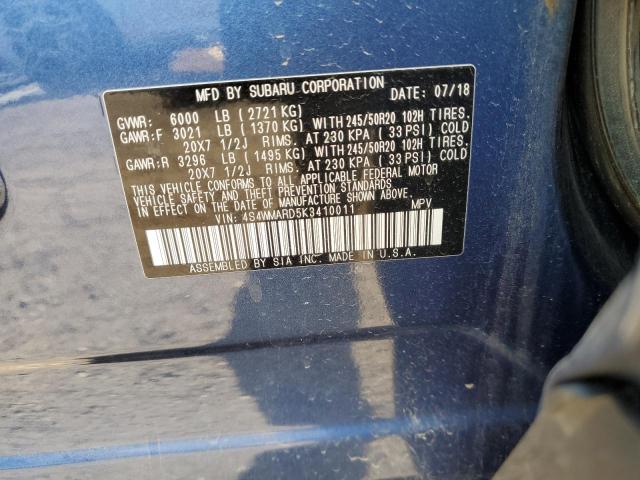 MFD BY SUBARU CORPORATION DATE: 07/18
GVWR: 6000 LB (2721 KG)
GAWR:F 3021 LB (1370 KG) WITH 245/50R20 102H TIRES.
20X7 1/2J RIMS. AT 230 KPA (33 PSI) COLD
GAWR:R 3296 LB (1495 KG) WITH 245/50R20 102H TIRES.
20X7 1/2J RIMS. AT 230 KPA (33 PSI) COLD
THIS VEHICLE CONFORMS TO ALL APPLICABLE FEDERAL MOTOR
VEHICLE SAFETY AND THEFT PREVENTION STANDARDS
IN EFFECT ON THE DATE OF MANUFACTURE SHOWN ABOVE.
VIN: 4S4WMARD5K3410011 MPV
ASSEMBLED BY SIA INC. MADE IN U.S.A.